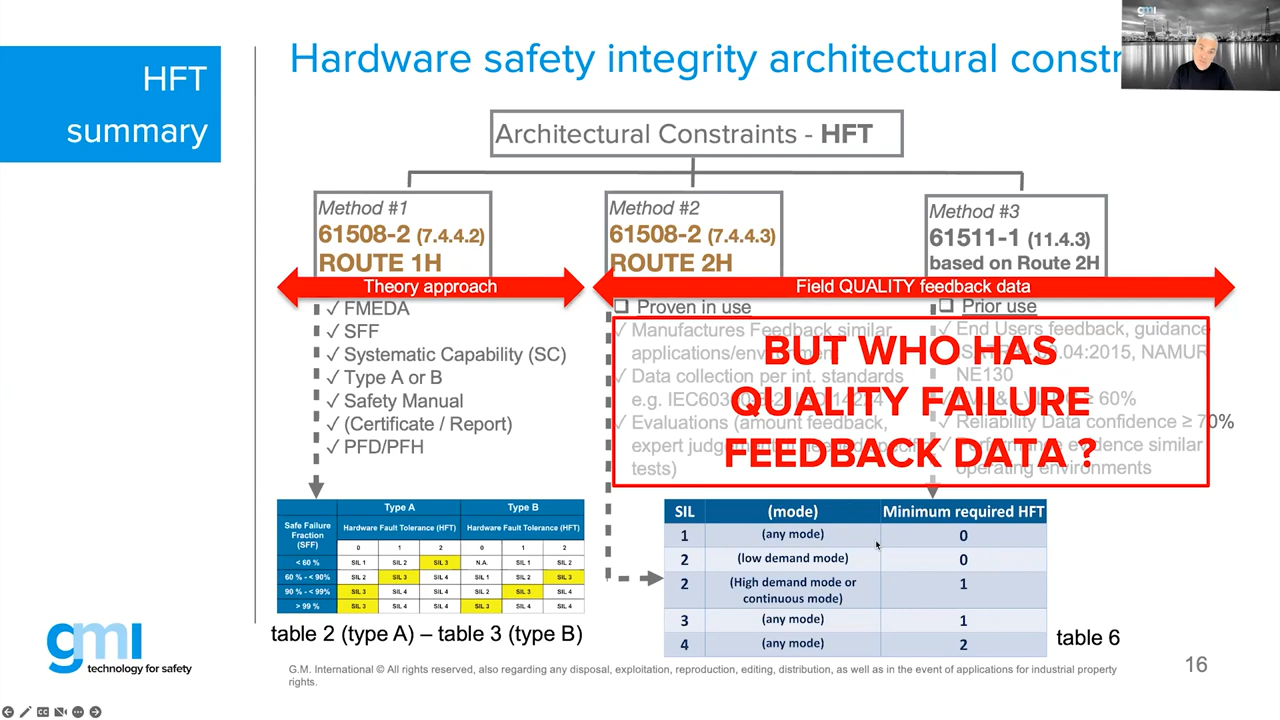 HFT
summary
Hardware safety integrity architectural constr
gmi
Architectural Constraints - HFT
Method #1
61508-2 (7.4.4.2)
ROUTE 1H
Method #2
61508-2 (7.4.4.3)
ROUTE 2H
Method #3
61511-1 (11.4.3)
based on Route 2H
Theory approach
Field QUALITY feedback data
✓ FMEDA
✓ SFF
✓ Systematic Capability (SC)
✓ Type A or B
✓ Safety Manual
✓ (Certificate / Report)
✓ PFD/PFH
❑ Proven in use
✓ Manufactures Feedback similar
applications/
✓ Data collection per int. standards
e.g.
✓ Evaluations (amount feedback,
expert
tests)
❑ Prior use
✓ End Users feedback, guidance
04:2015, NAMUR
NE130
≥ 60%
✓ Reliability Data confidence ≥ 70%
evidence similar
operating environments
BUT WHO HAS
QUALITY FAILURE
FEEDBACK DATA ?
Safe Failure Fraction (SFF) Type A Type B
Hardware Fault Tolerance (HFT) Hardware Fault Tolerance (HFT)
0 1 2 0 1 2
< 60 % SIL 1 SIL 2 SIL 3 N.A. SIL 1 SIL 2
60 % - < 90% SIL 2 SIL 3 SIL 4 SIL 1 SIL 2 SIL 3
90 % - < 99% SIL 3 SIL 4 SIL 4 SIL 2 SIL 3 SIL 4
> 99 % SIL 3 SIL 4 SIL 4 SIL 3 SIL 4 SIL 4
table 2 (type A) – table 3 (type B)
SIL (mode) Minimum required HFT
1 (any mode) 0
2 (low demand mode) 0
2 (High demand mode or continuous mode) 1
3 (any mode) 1
4 (any mode) 2
table 6
gmi
technology for safety
G.M. International © All rights reserved, also regarding any disposal, exploitation, reproduction, editing, distribution, as well as in the event of applications for industrial property
rights.
16